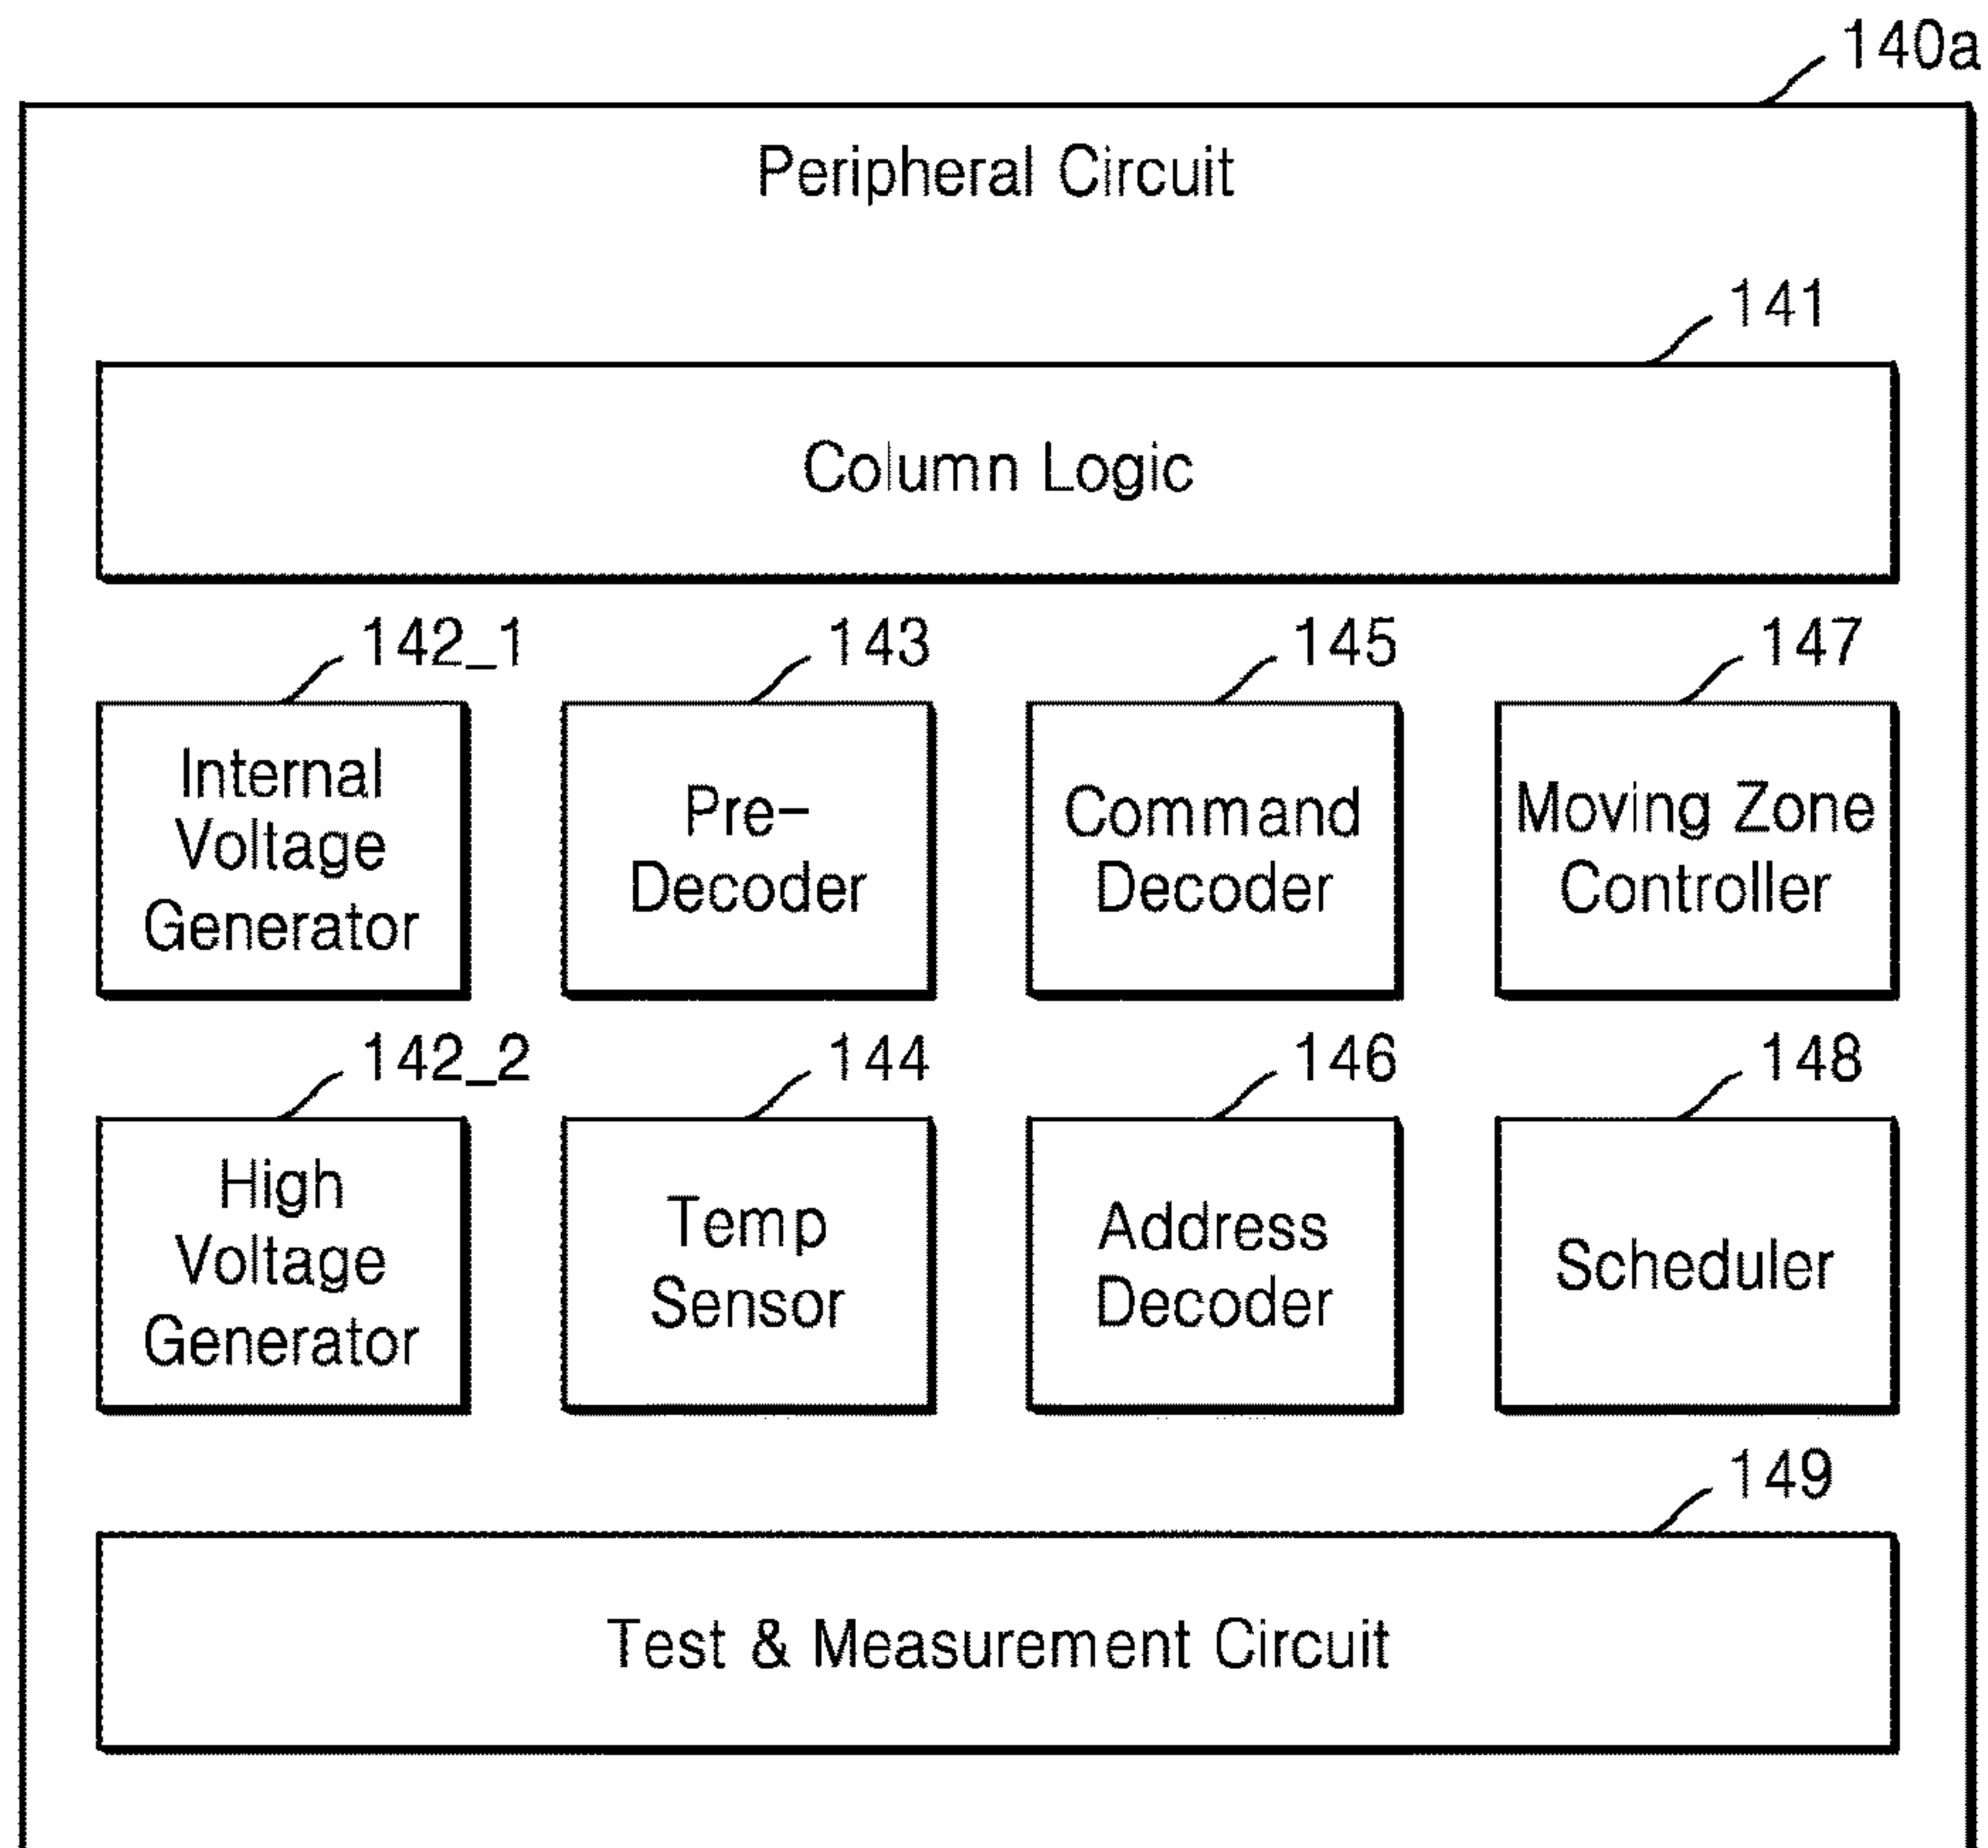 140a
Peripheral Circuit
141
Column Logic
142_1
143
145
147
Internal
Voltage
Generator
Pre-
Decoder
Command
Decoder
Moving Zone
Controller
142_2
144
146
148
High
Voltage
Generator
Temp
Sensor
Address
Decoder
Scheduler
149
Test & Measurement Circuit